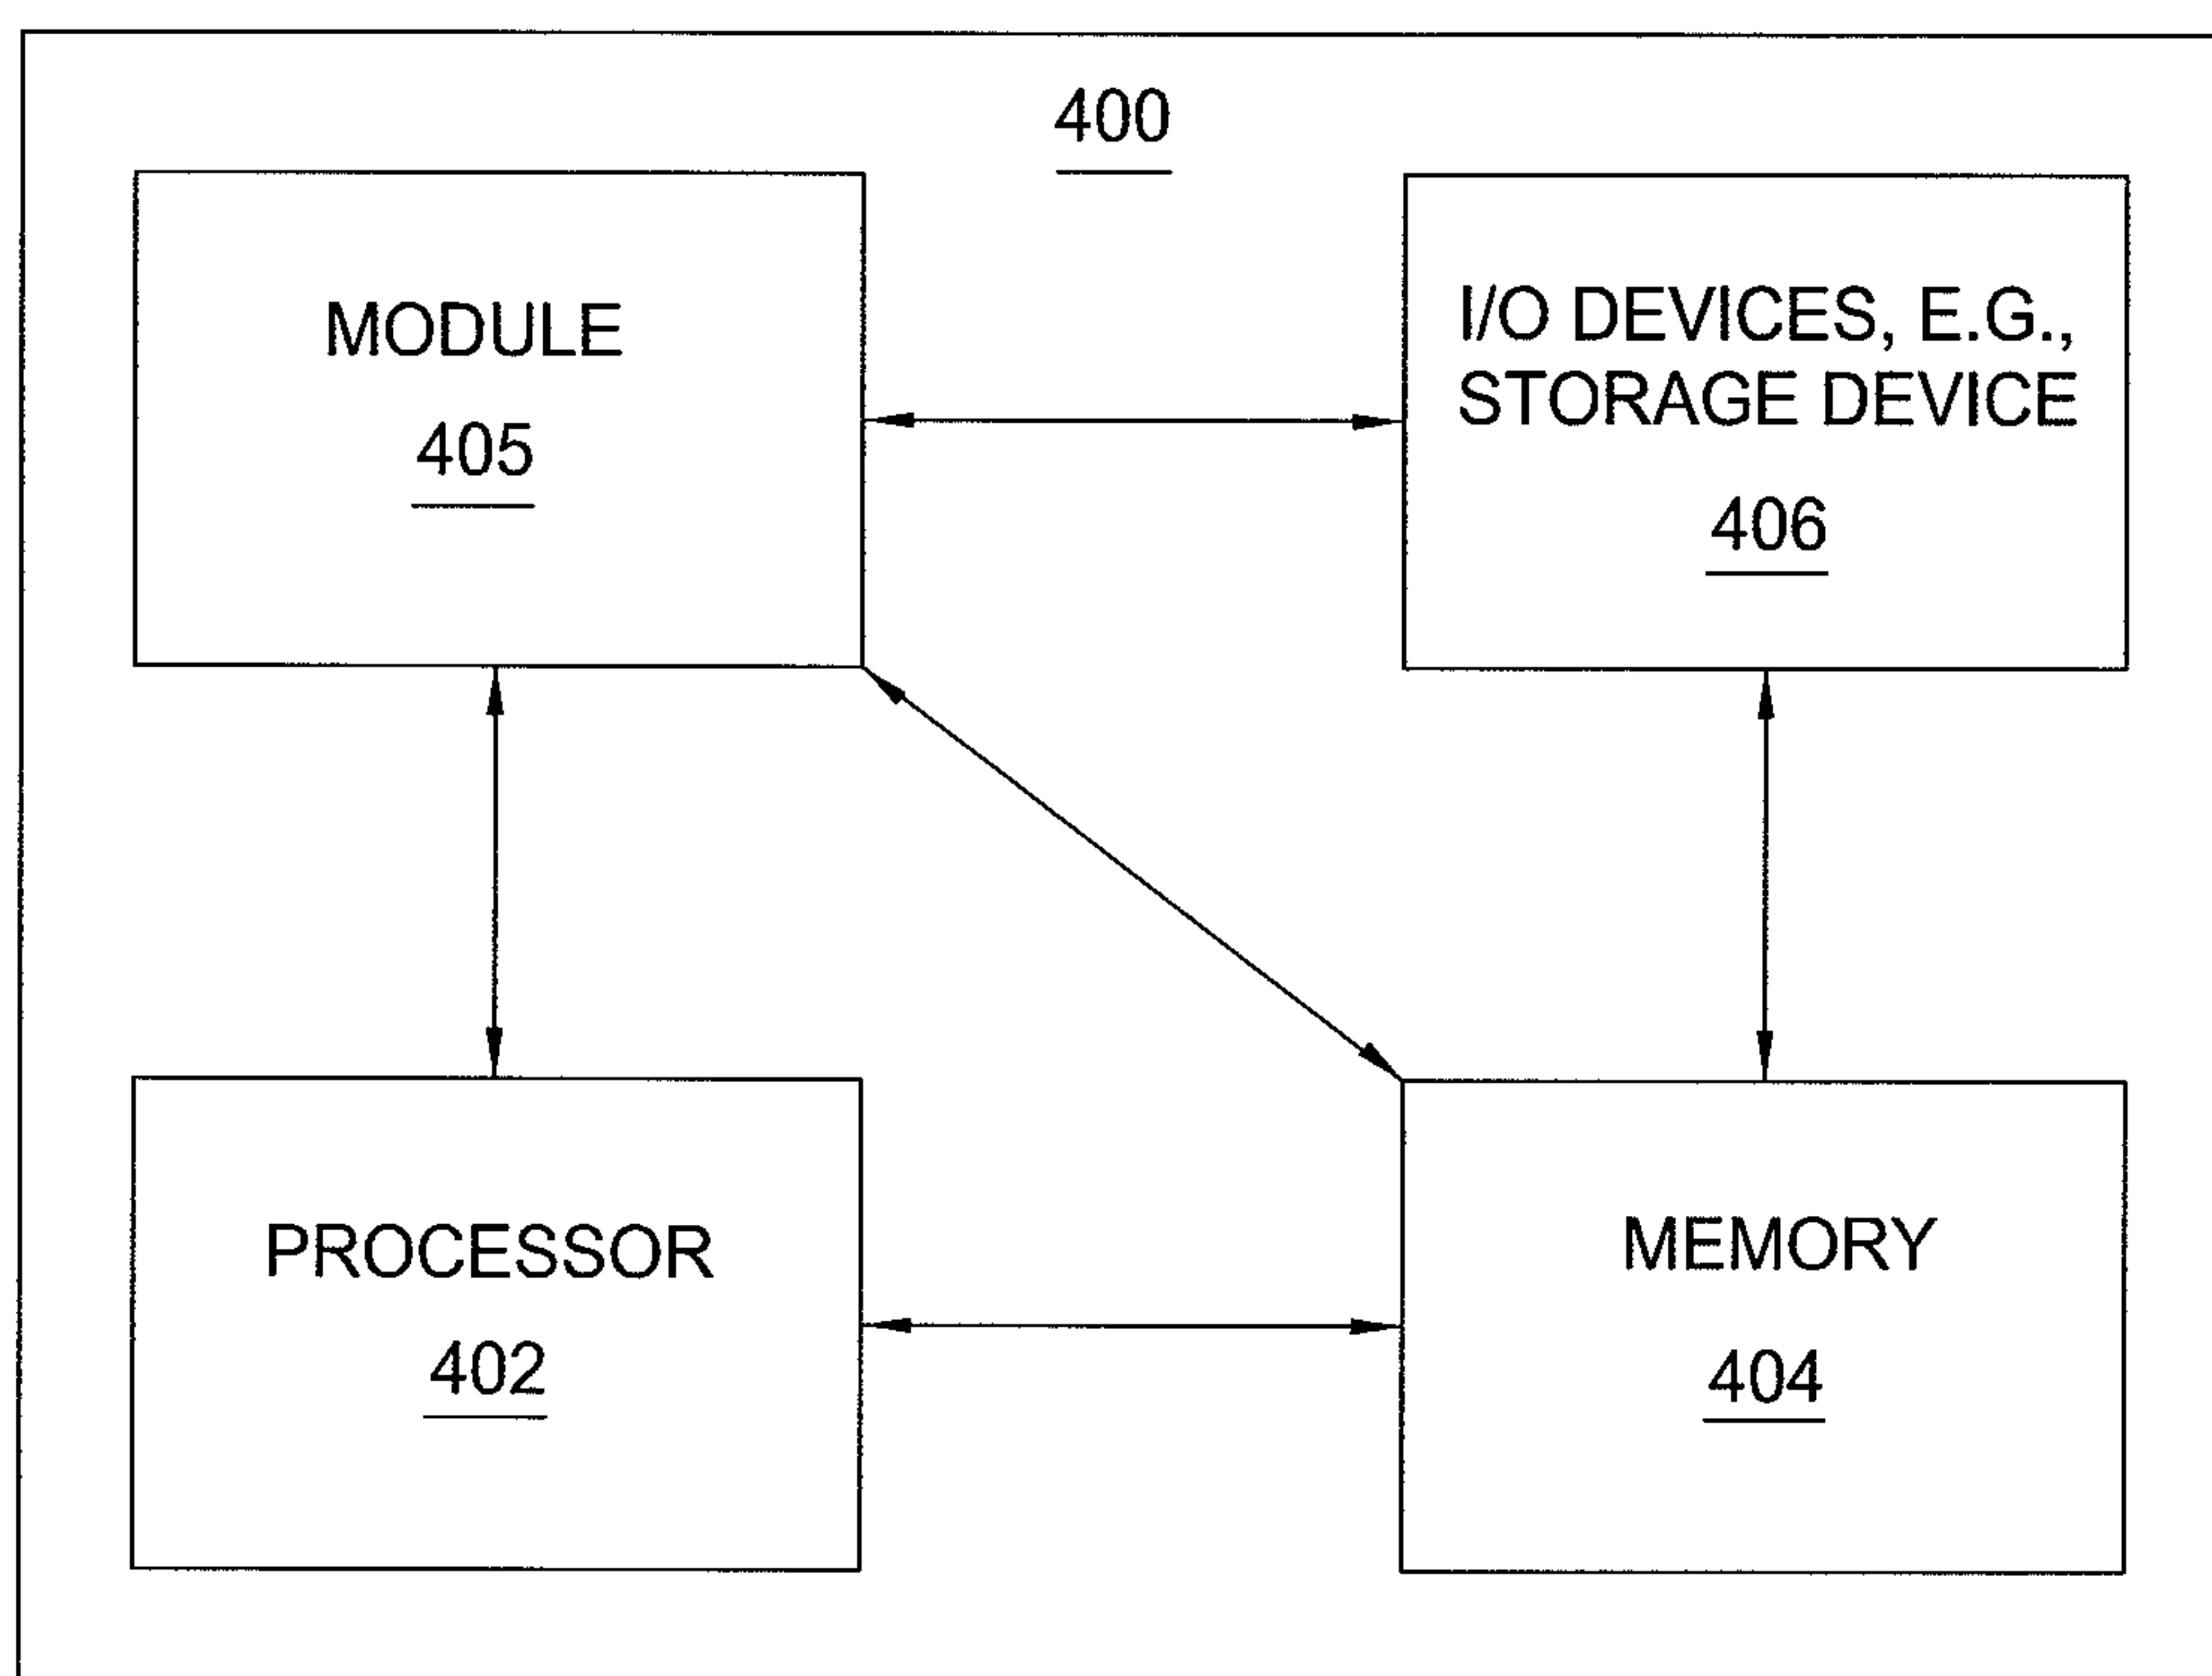 400
MODULE
405
I/O DEVICES, E.G.,
STORAGE DEVICE
406
PROCESSOR
402
MEMORY
404